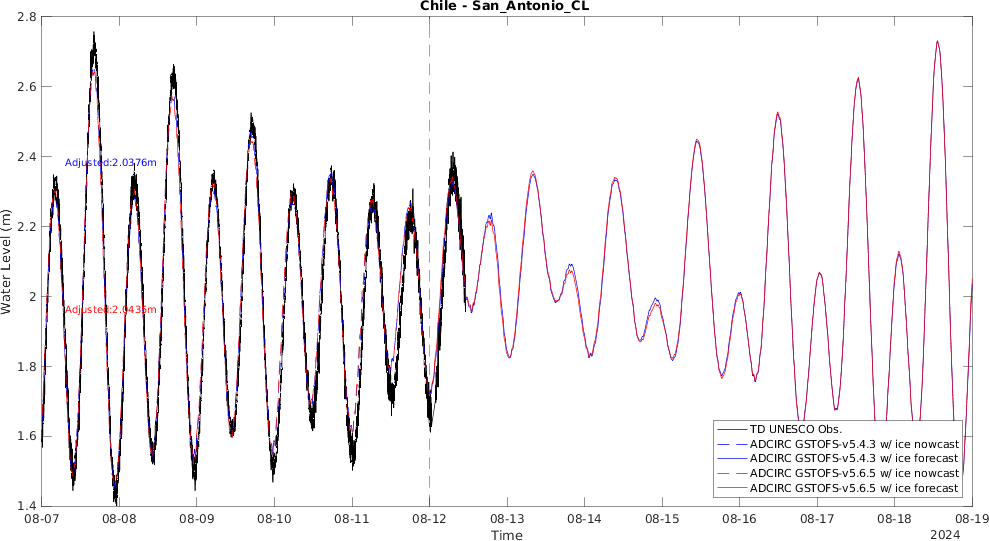 Chile - San_Antonio_CL
2.8
2.6
2.4
2.2
2
1.8
1.6
1.4
Water Level (m)
Adjusted:2.0376m
Adjusted:2.0435m
TD UNESCO Obs.
ADCIRC GSTOFS-v5.4.3 w/ ice nowcast
ADCIRC GSTOFS-v5.4.3 w/ ice forecast
ADCIRC GSTOFS-v5.6.5 w/ ice nowcast
ADCIRC GSTOFS-v5.6.5 w/ ice forecast
08-07 08-08 08-09 08-10 08-11 08-12 08-13 08-14 08-15 08-16 08-17 08-18 08-19
Time
2024